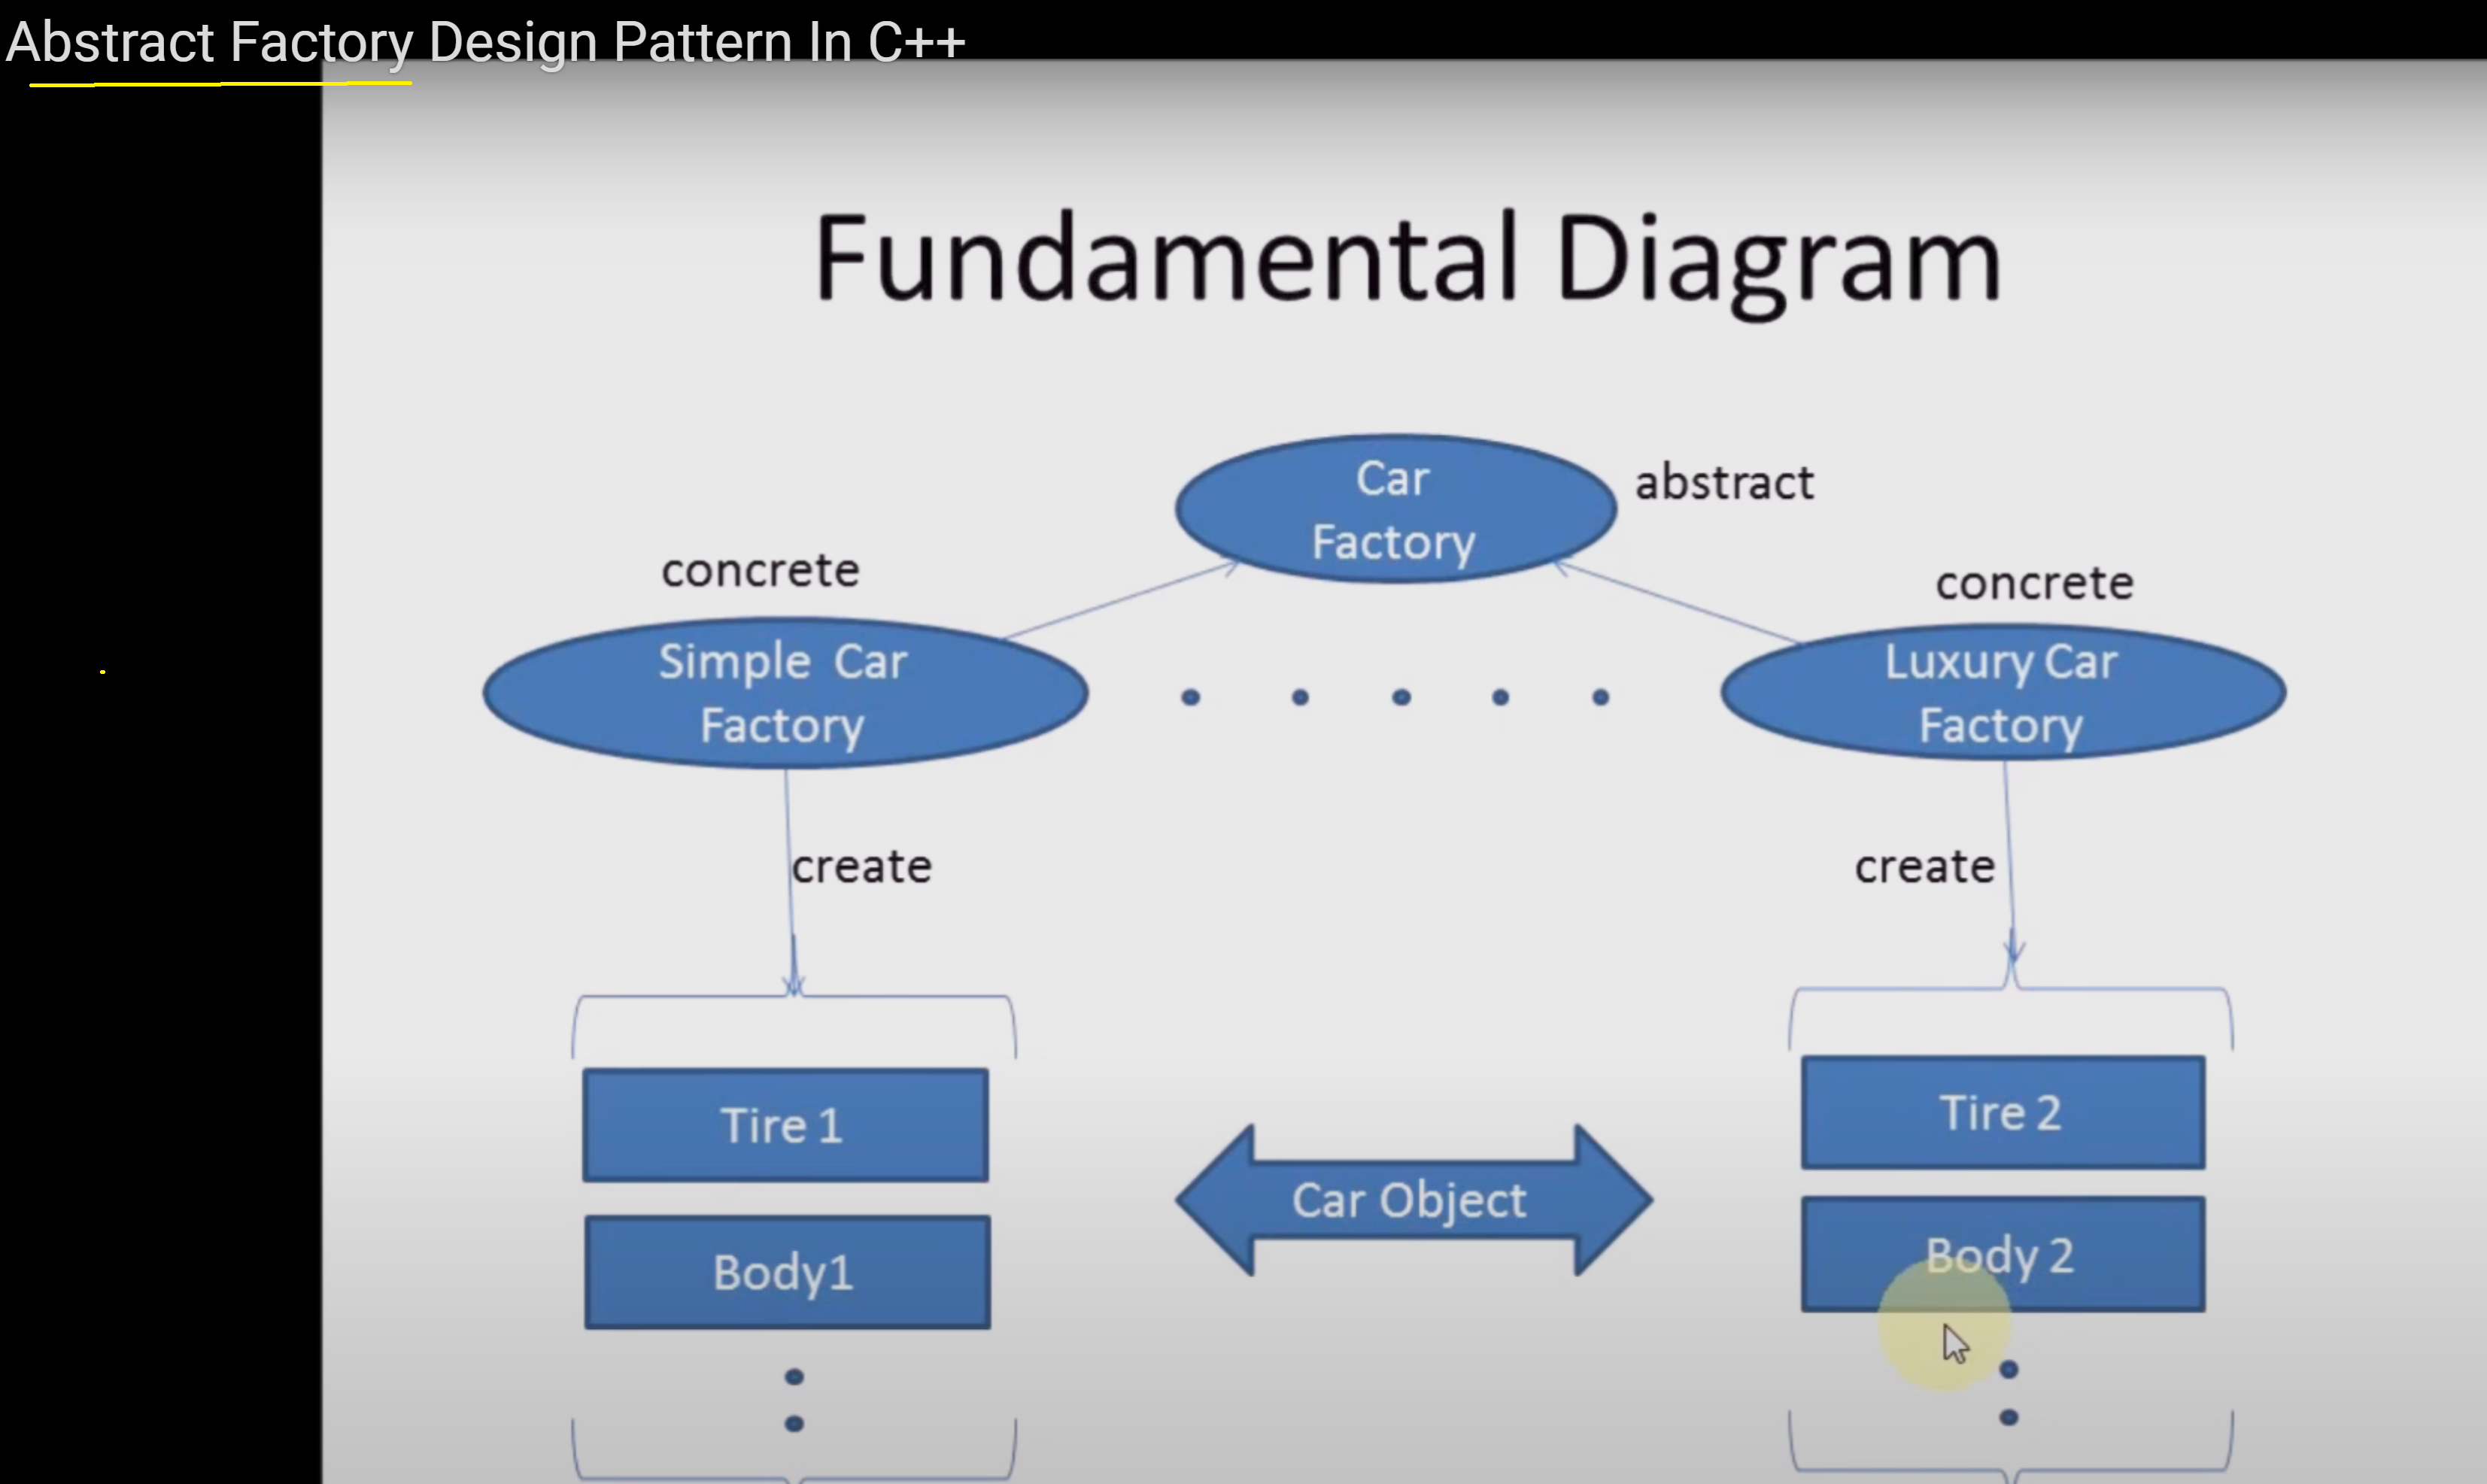 Abstract Factory Design Pattern In C++
Fundamental Diagram
Car
Factory
abstract
concrete
concrete
Simple Car
Factory
Luxury Car
Factory
create
create
Tire 1
Tire 2
Car Object
Body1
Body 2